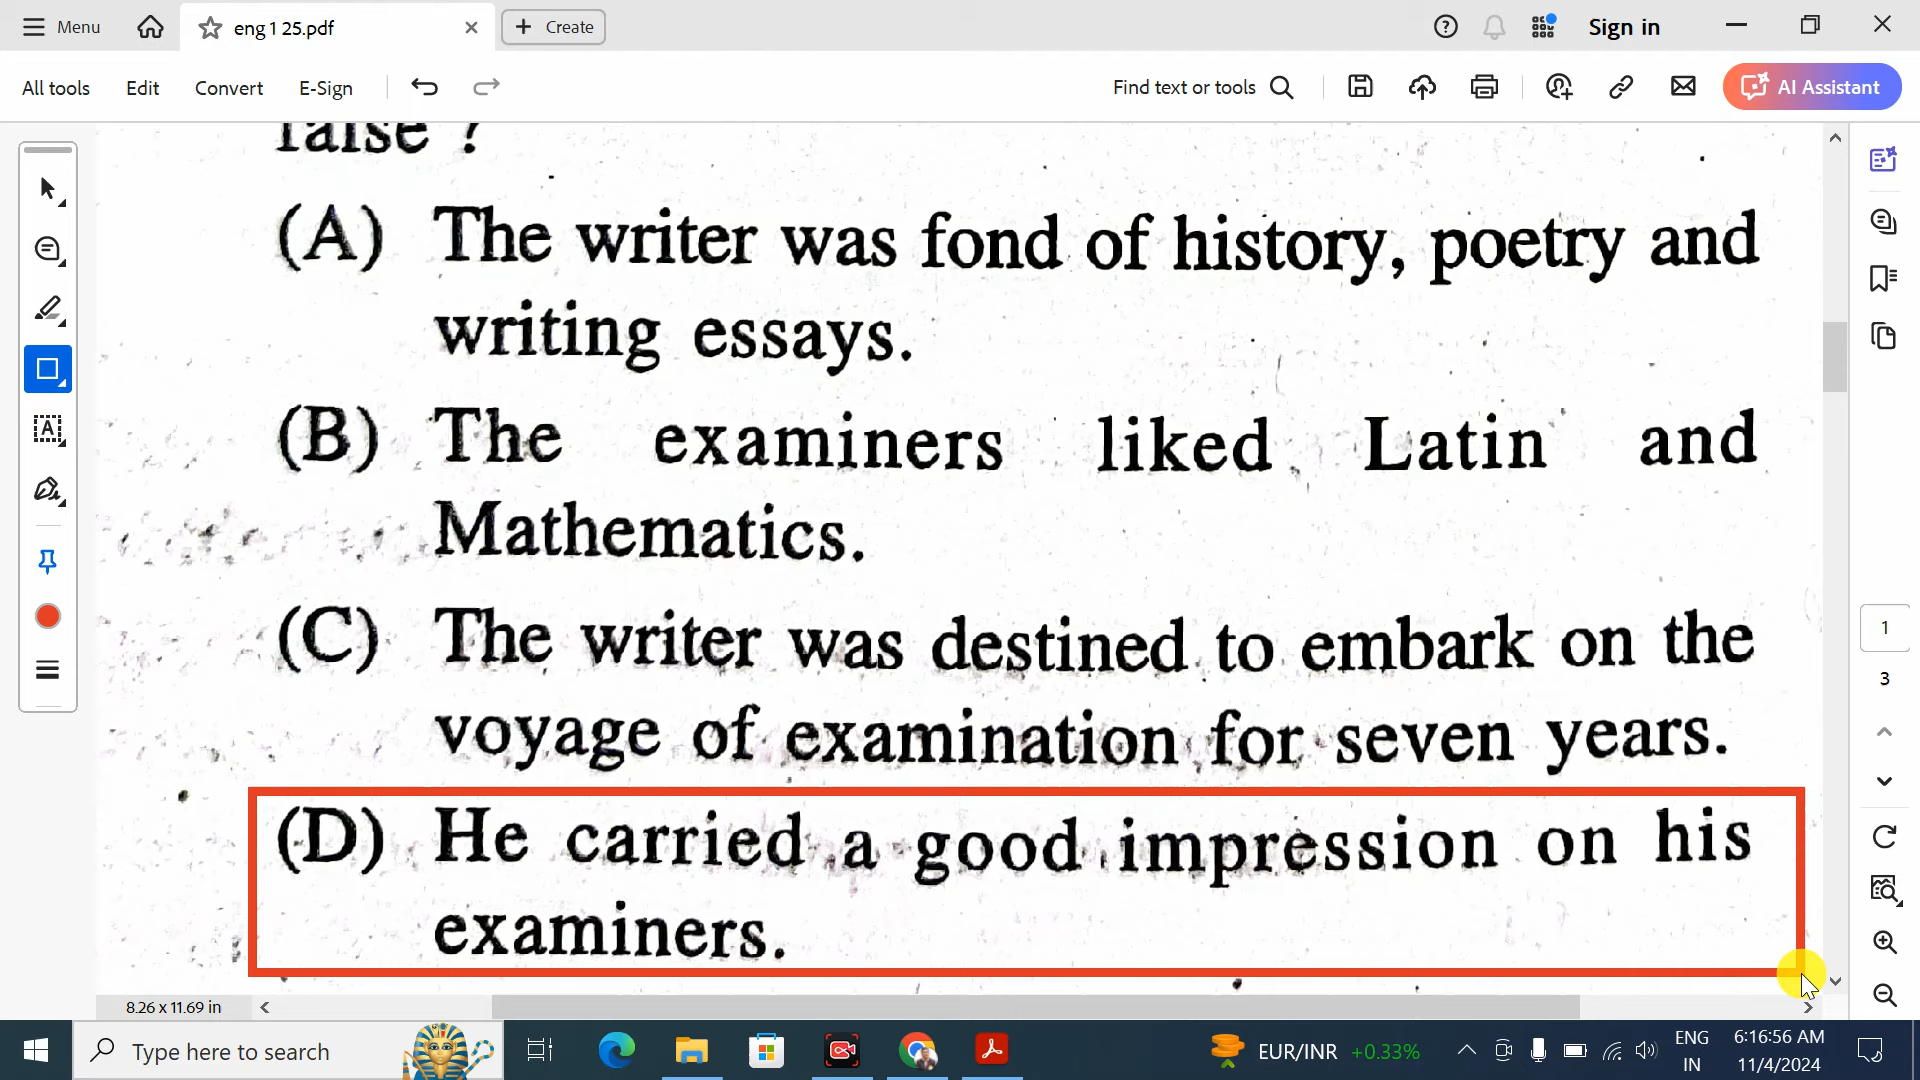 Menu
eng 1 25.pdf
Create
Sign in
All tools
Edit
Convert
E-Sign
Find text or tools
AI Assistant
false ?
(A) The writer was fond of history, poetry and
writing essays.
(B) The examiners liked Latin and
Mathematics.
(C) The writer was destined to embark on the
voyage of examination for seven years.
(D) He carried a good impression on his
examiners.
1
3
8.26 x 11.69 in
Type here to search
EUR/INR +0.33%
ENG
IN
6:16:56 AM
11/4/2024